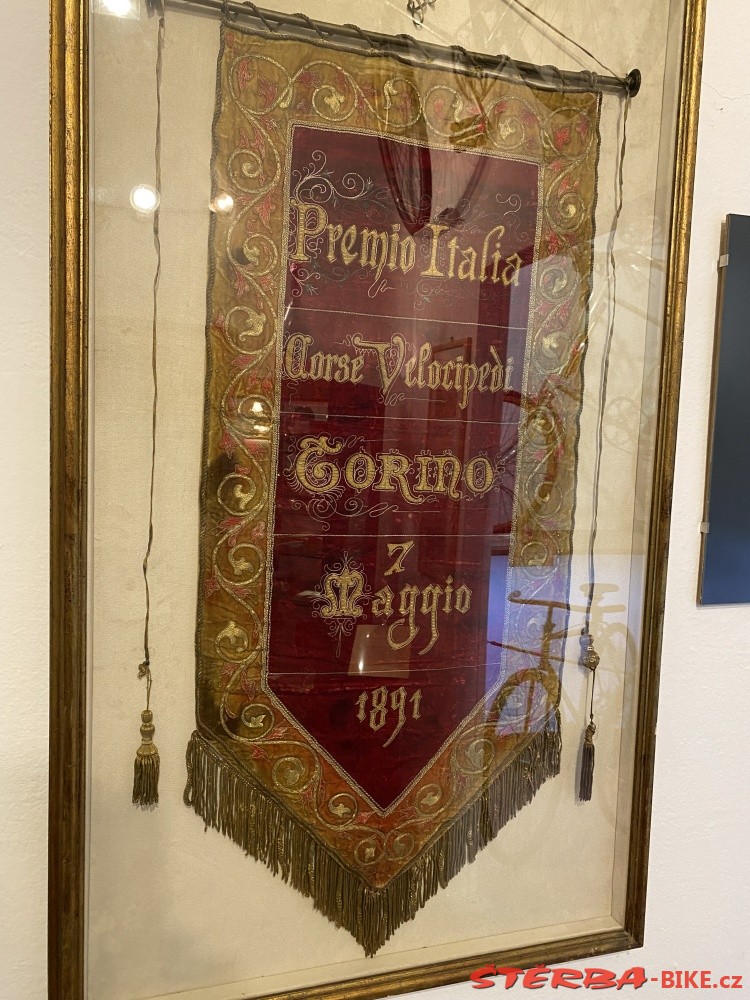 Premio Italia
Corse Velocipedi
Torino
7
Maggio
1891
STERBA-BIKE.cz